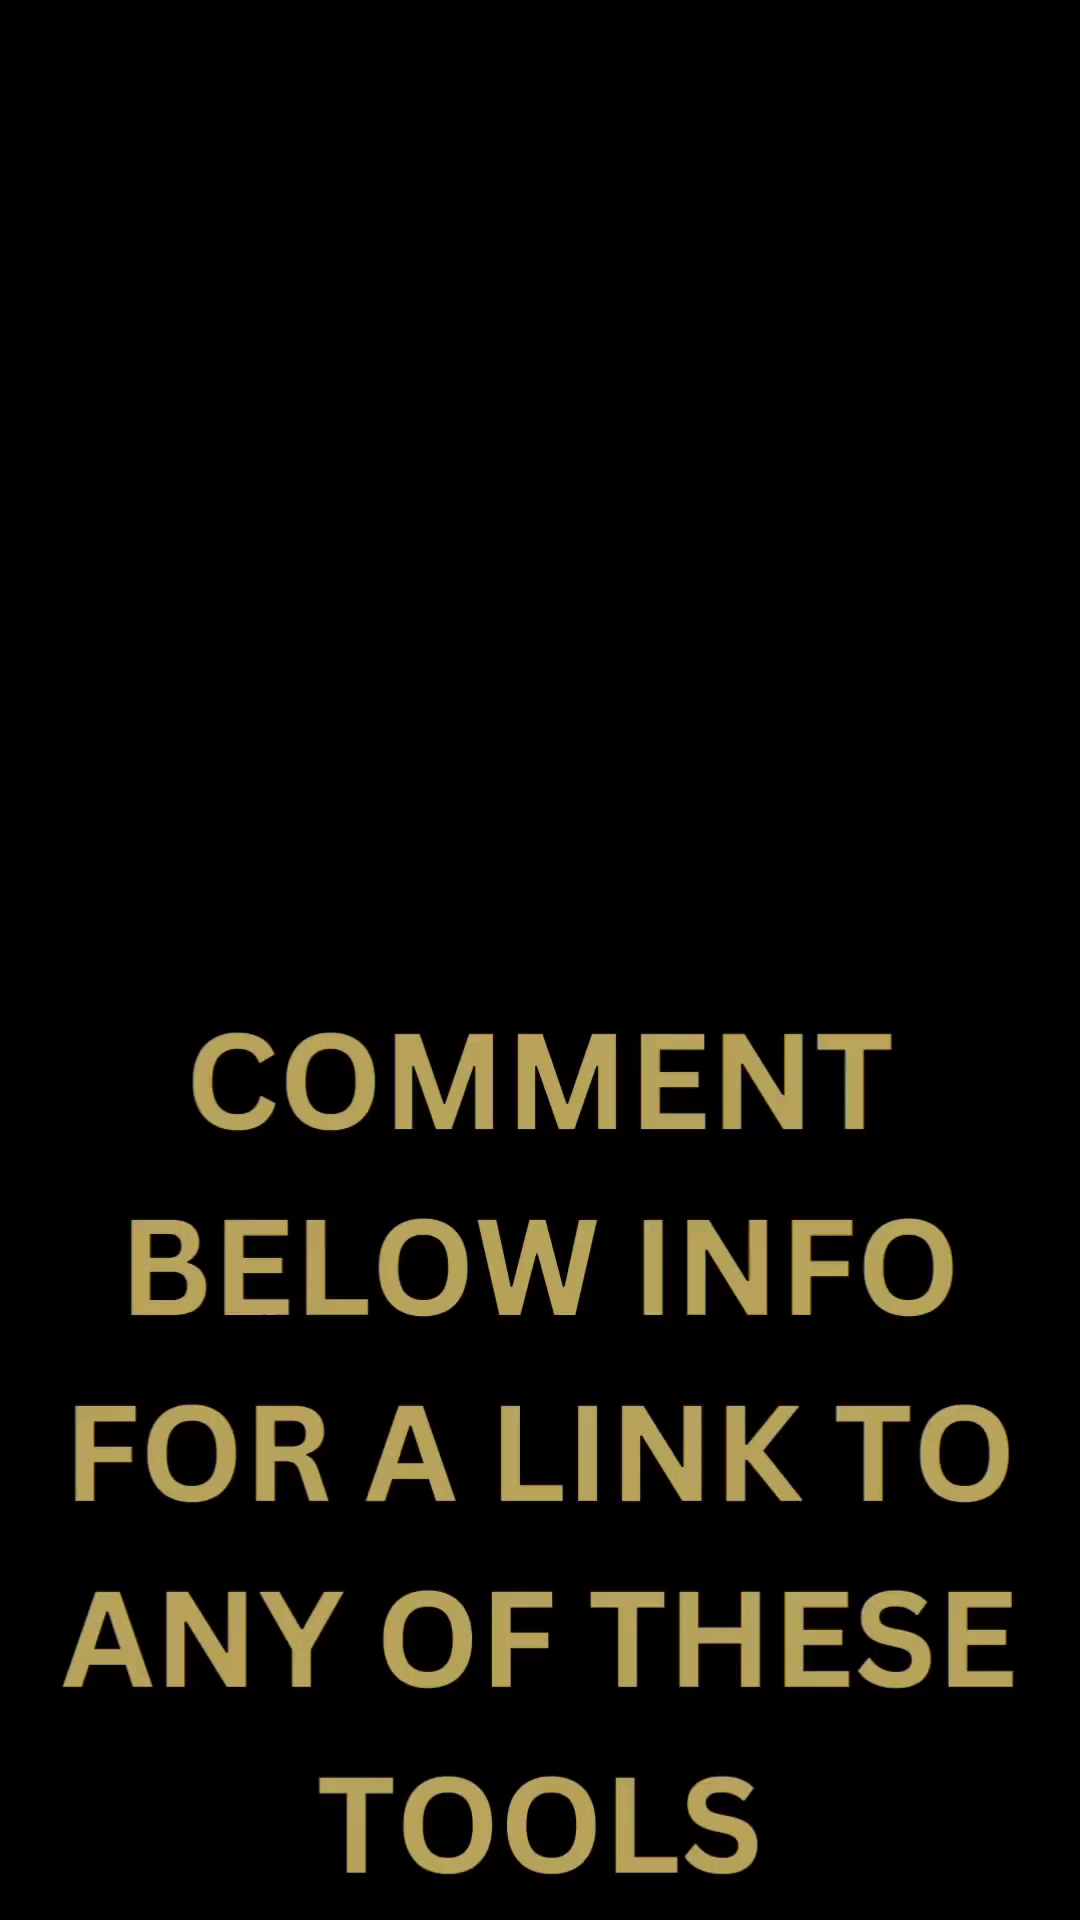 COMMENT
BELOW INFO
FOR A LINK TO
ANY OF THESE
TOOLS